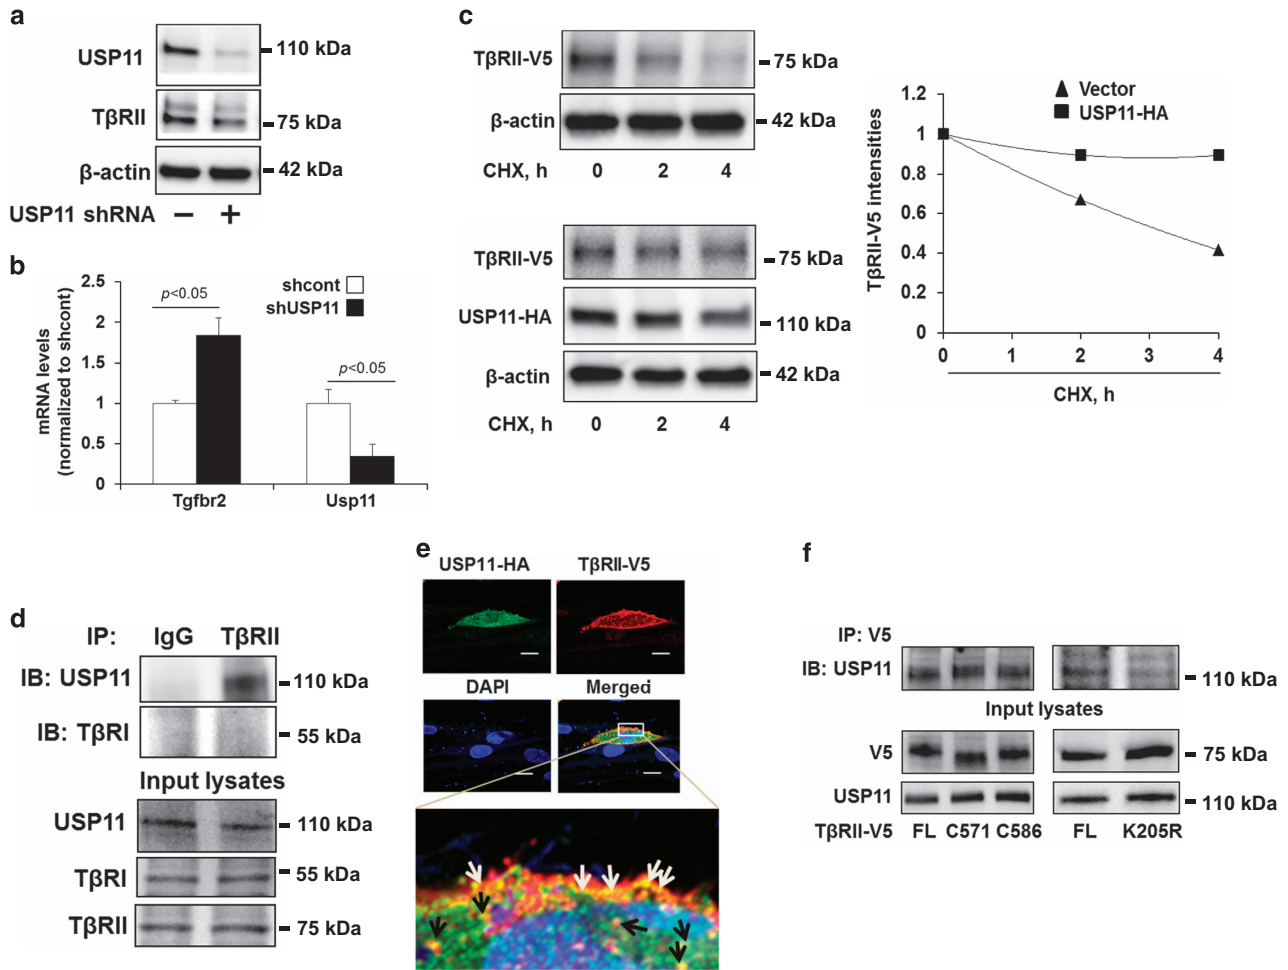 a
USP11
110 kDa
TβRII
75 kDa
β-actin
42 kDa
USP11 shRNA − +
b
mRNA levels
(normalized to shcont)
2.5
2
1.5
1
0.5
0
p<0.05
shcont
shUSP11
p<0.05
Tgfbr2 Usp11
c
TβRII-V5
75 kDa
β-actin
42 kDa
CHX, h 0 2 4
TβRII-V5
75 kDa
USP11-HA
110 kDa
β-actin
42 kDa
CHX, h 0 2 4
Vector
USP11-HA
TβRII-V5 intensities
1.2
1
0.8
0.6
0.4
0.2
0
0 1 2 3 4
CHX, h
d
IP: IgG TβRII
IB: USP11
110 kDa
IB: TβRI
55 kDa
Input lysates
USP11
110 kDa
TβRI
55 kDa
TβRII
75 kDa
e
USP11-HA TβRII-V5
DAPI Merged
f
IP: V5
IB: USP11
110 kDa
Input lysates
V5
75 kDa
USP11
110 kDa
TβRII-V5 FL C571 C586 FL K205R